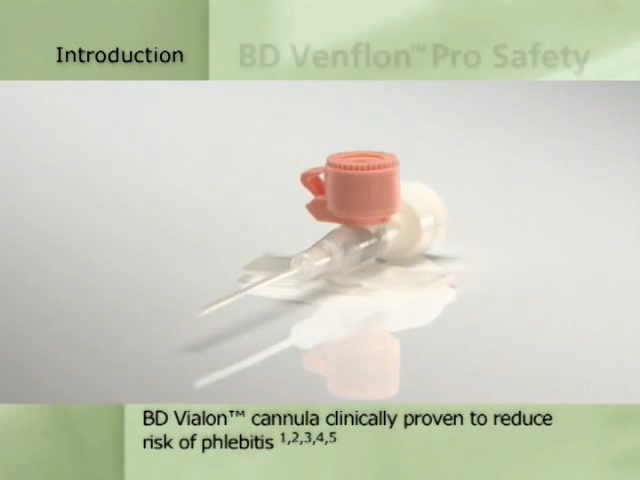 Introduction
BD Venflon™ Pro Safety
BD Vialon™ cannula clinically proven to reduce
risk of phlebitis 1,2,3,4,5